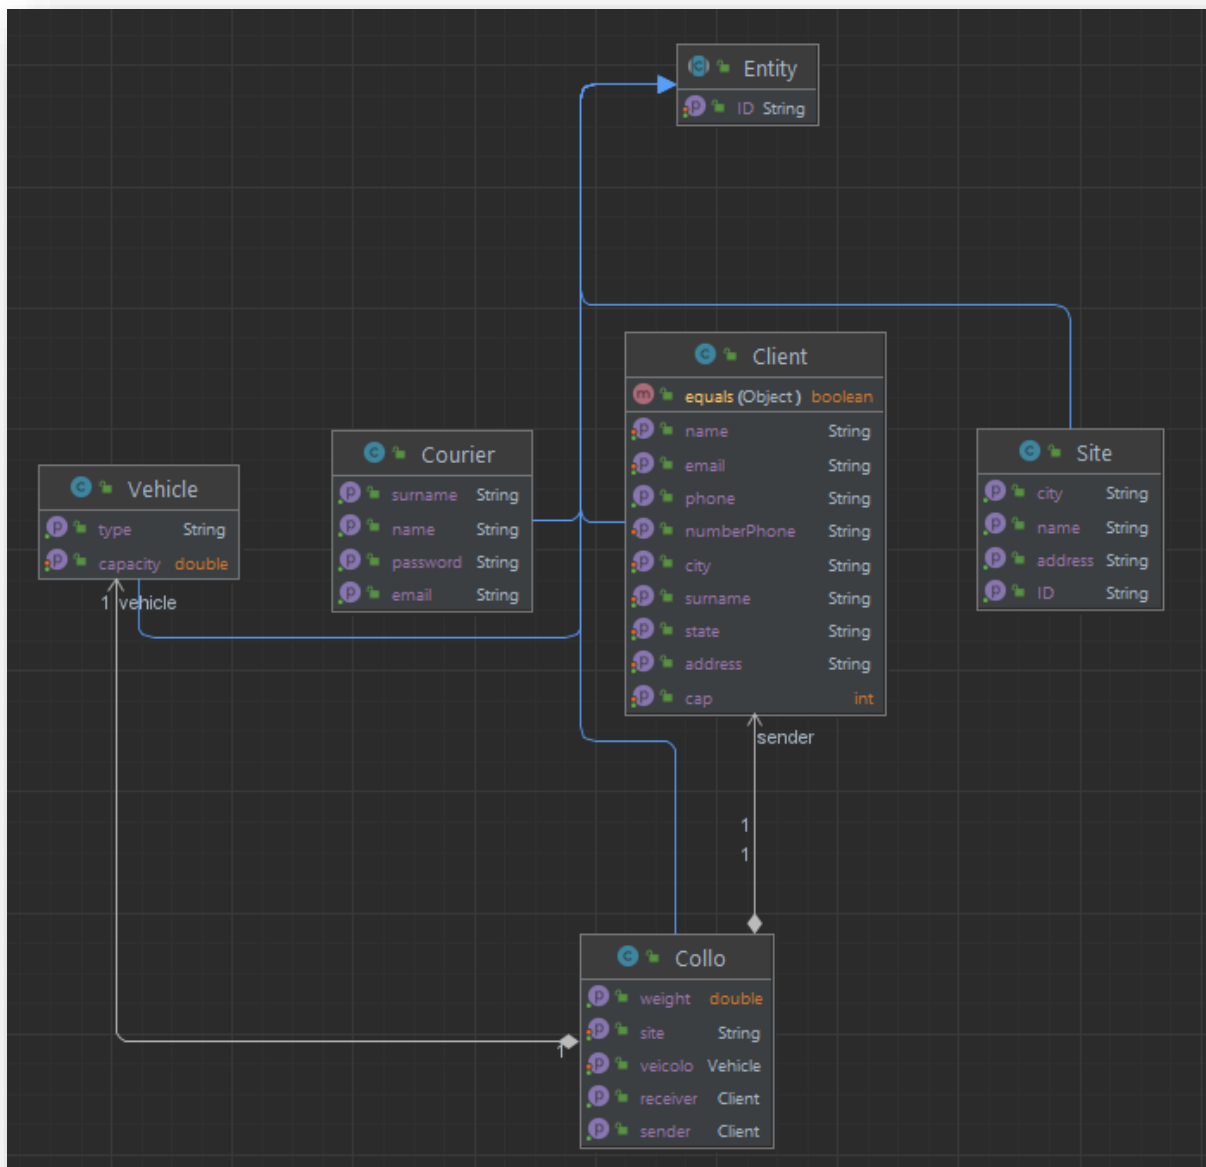 Entity
ID String
Client
equals (Object) boolean
name String
email String
phone String
numberPhone String
city String
surname String
state String
address String
cap int
Courier
surname String
name String
password String
email String
Site
city String
name String
address String
ID String
Vehicle
type String
capacity double
1 vehicle
sender
1
1
1
Collo
weight double
site String
veicolo Vehicle
receiver Client
sender Client